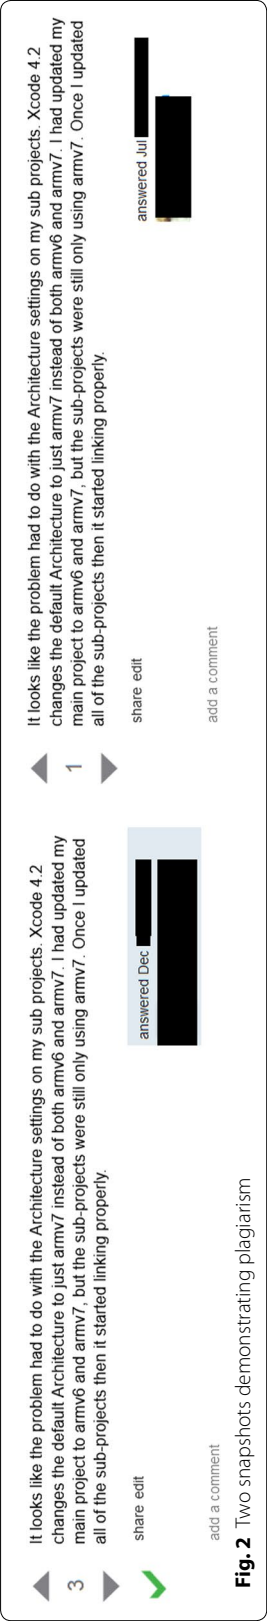 It looks like the problem had to do with the Architecture settings on my sub projects. Xcode 4.2
changes the default Architecture to just armv7 instead of both armv6 and armv7. I had updated my
main project to armv6 and armv7, but the sub-projects were still only using armv7. Once I updated
all of the sub-projects then it started linking properly.
3
share edit
answered Dec
add a comment
It looks like the problem had to do with the Architecture settings on my sub projects. Xcode 4.2
changes the default Architecture to just armv7 instead of both armv6 and armv7. I had updated my
main project to armv6 and armv7, but the sub-projects were still only using armv7. Once I updated
all of the sub-projects then it started linking properly.
1
share edit
answered Jul
add a comment
Fig. 2 Two snapshots demonstrating plagiarism